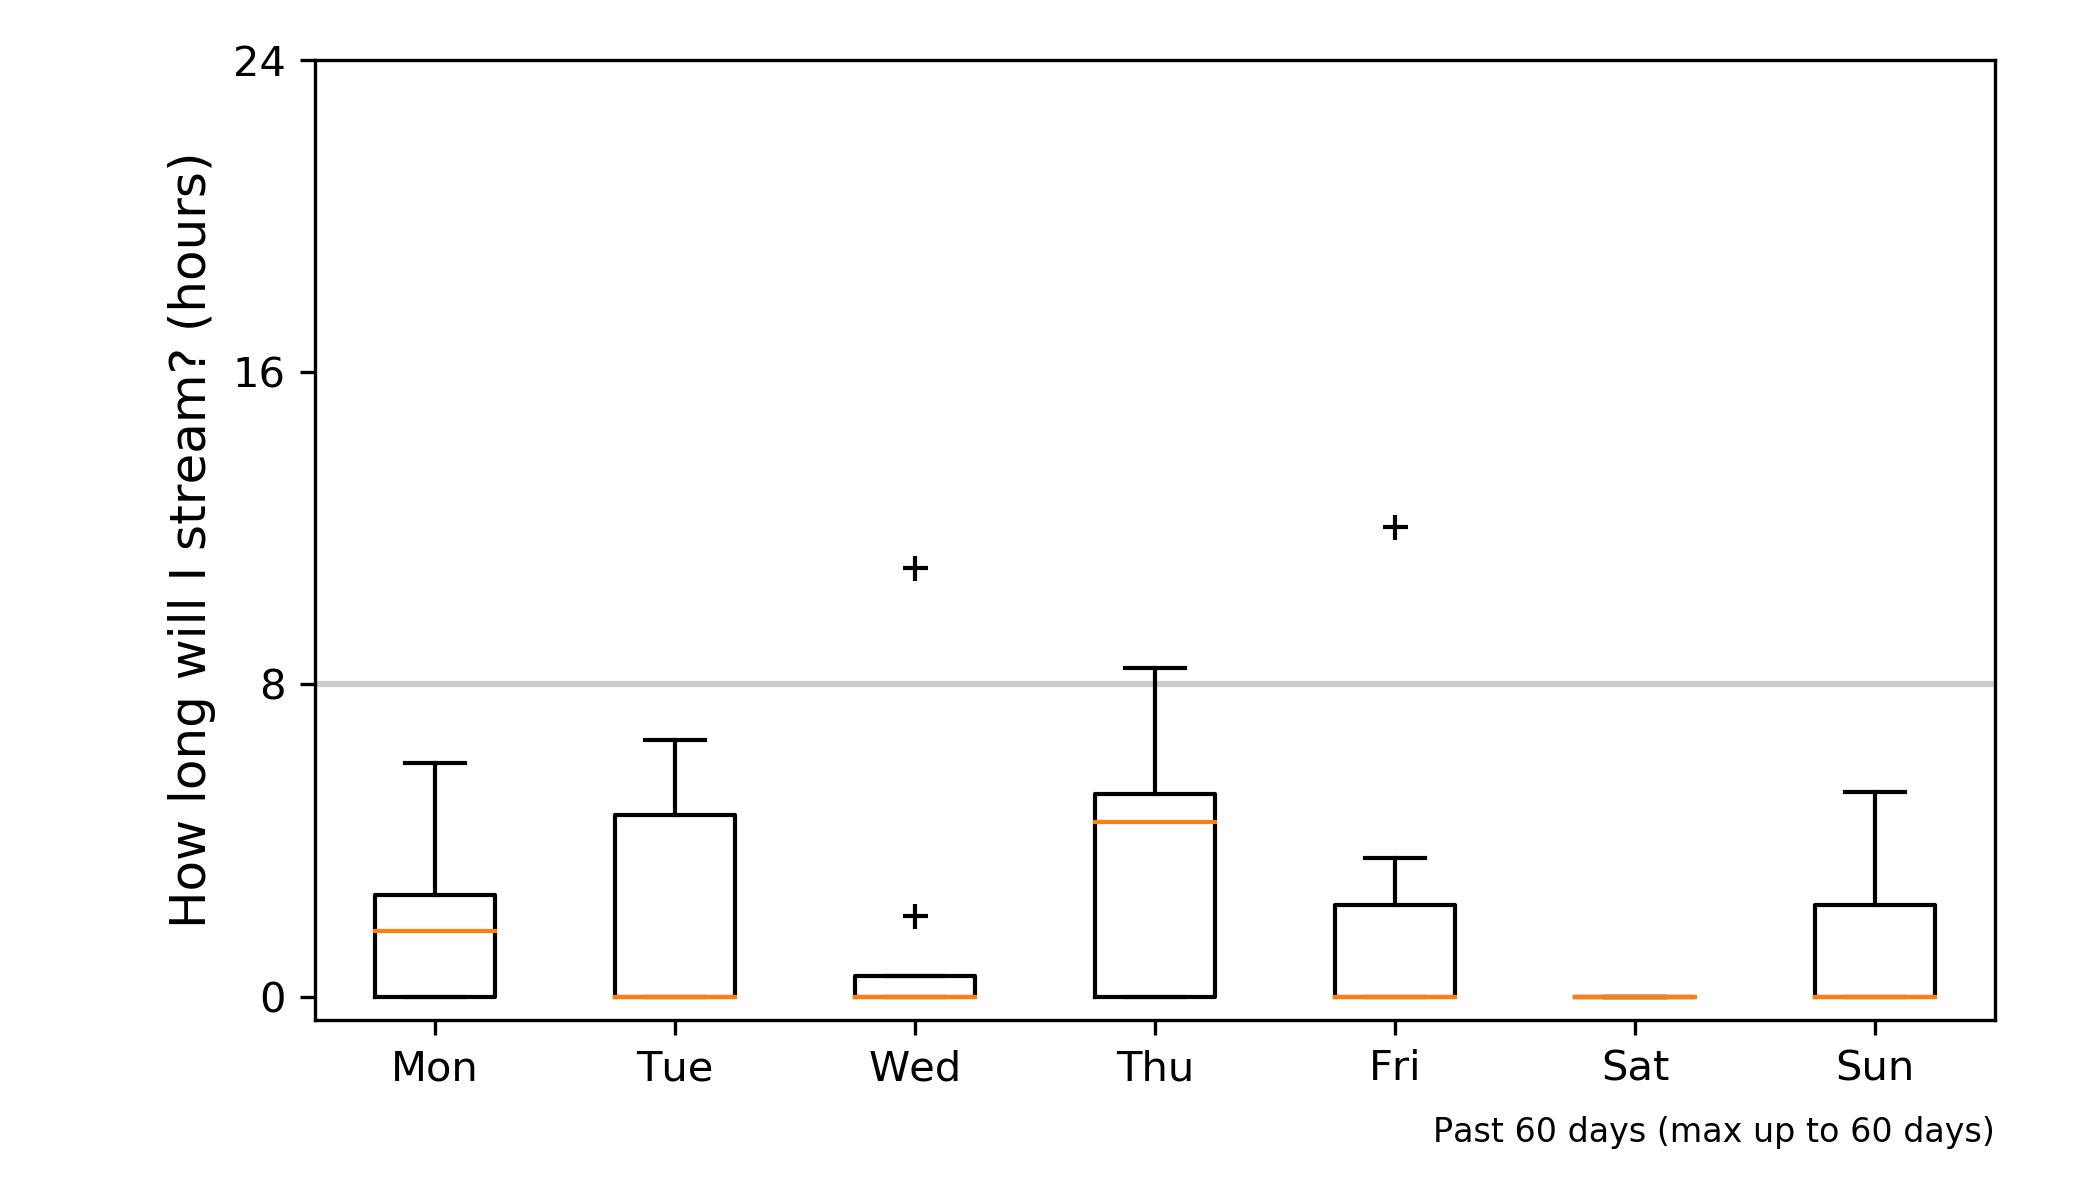 How long will I stream? (hours)
24
16
8
0
Mon Tue Wed Thu Fri Sat Sun
Past 60 days (max up to 60 days)